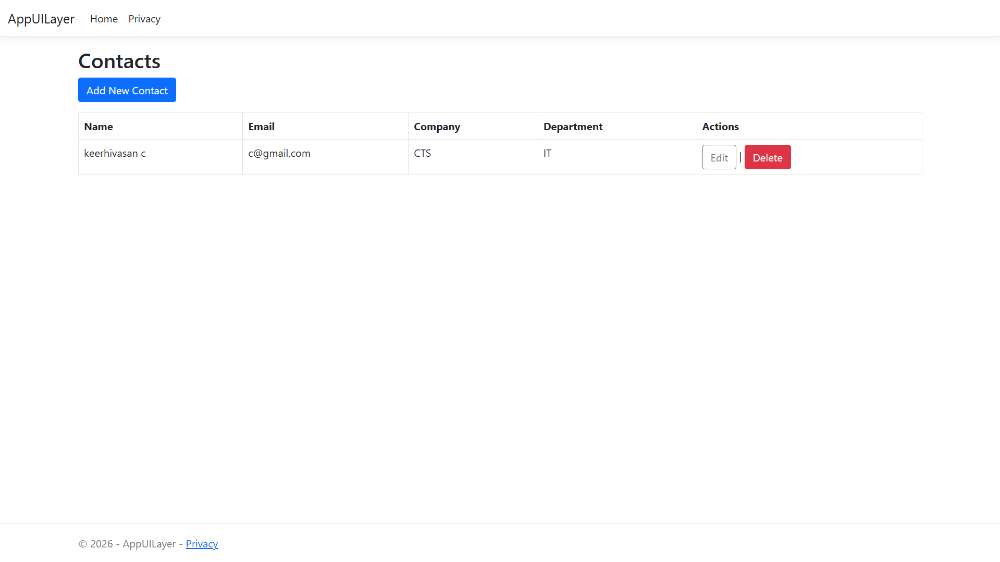 AppUILayer Home Privacy
Contacts
Add New Contact
Name Email Company Department Actions
keerhivasan c c@gmail.com CTS IT Edit | Delete
© 2026 - AppUILayer - Privacy